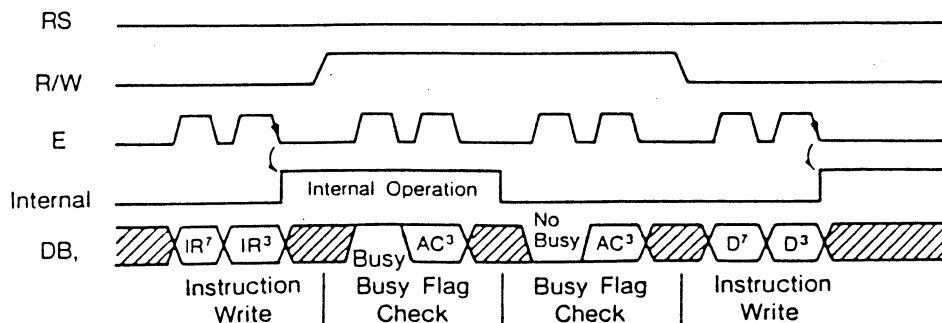 RS
R/W
E
Internal
Internal Operation
DB,
IR⁷ IR³ Busy AC³ No Busy AC³ D⁷ D³
Instruction Write
Busy Flag Check
Busy Flag Check
Instruction Write